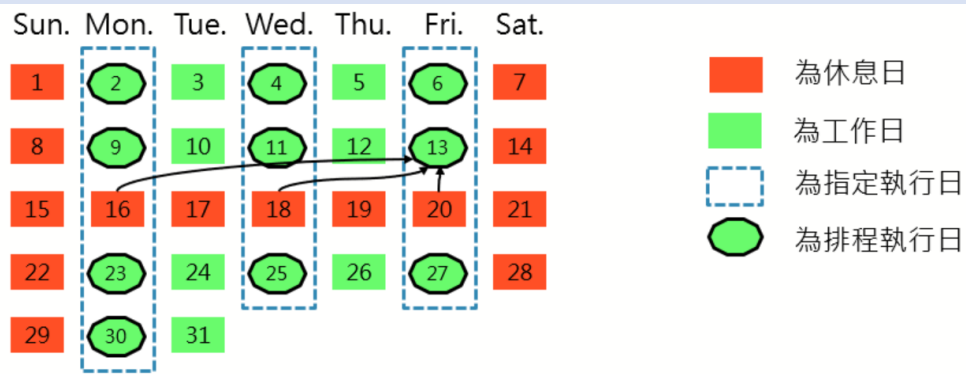 Sun. Mon. Tue. Wed. Thu. Fri. Sat.
1 2 3 4 5 6 7
8 9 10 11 12 13 14
15 16 17 18 19 20 21
22 23 24 25 26 27 28
29 30 31
為休息日
為工作日
為指定執行日
為排程執行日